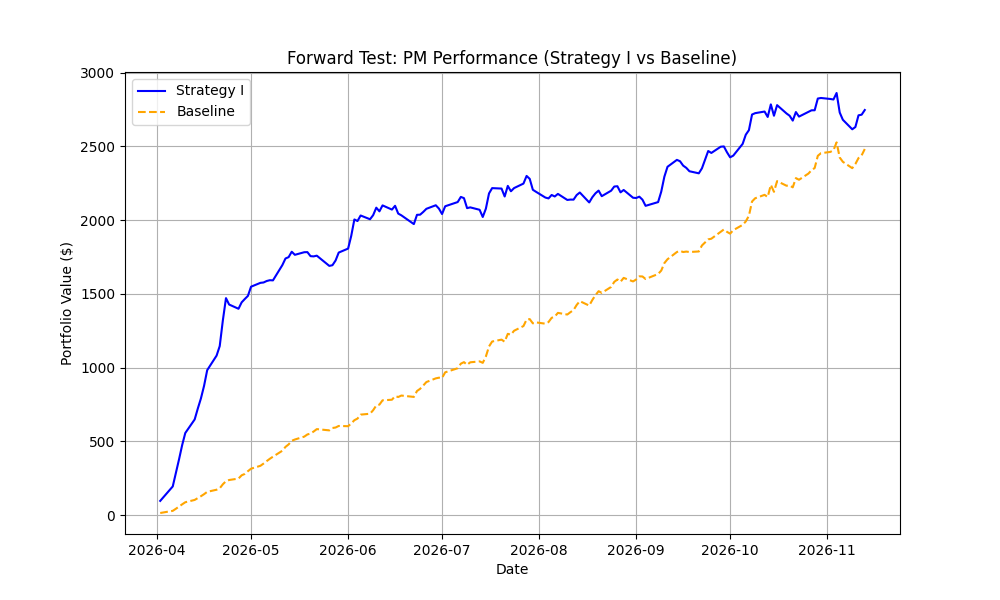 Forward Test: PM Performance (Strategy I vs Baseline)
Strategy I
Baseline
Portfolio Value ($)
3000
2500
2000
1500
1000
500
0
2026-04 2026-05 2026-06 2026-07 2026-08 2026-09 2026-10 2026-11
Date